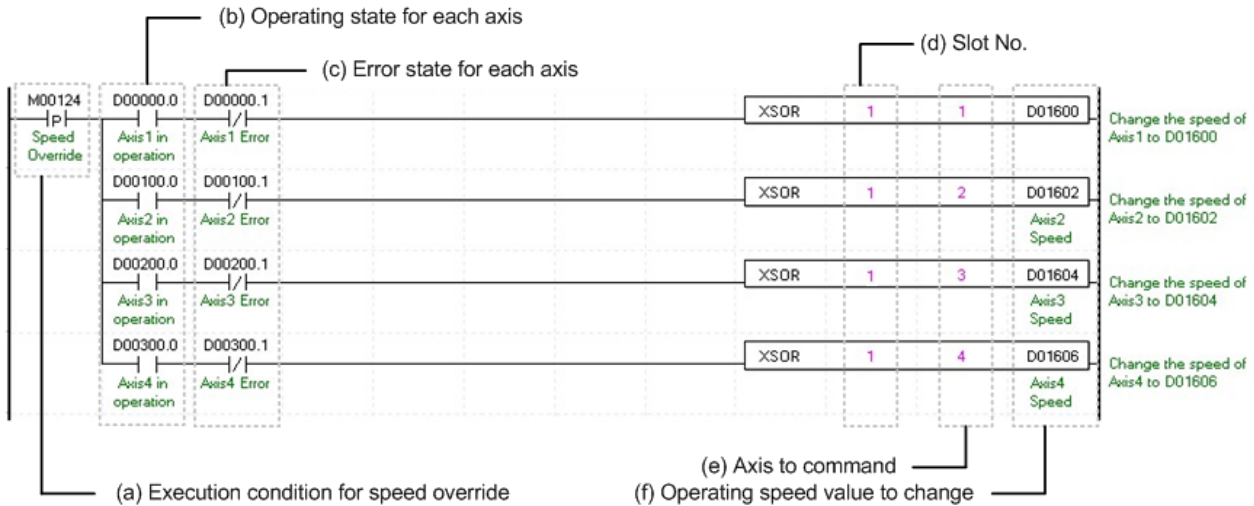 (b) Operating state for each axis
(d) Slot No.
(c) Error state for each axis
M00124 D00000.0 D00000.1
P
XSOR 1 1 D01600
Speed
Override
Axis1 in
operation
Axis1 Error
Change the speed of
Axis1 to D01600
D00100.0 D00100.1
XSOR 1 2 D01602
Axis2 in
operation
Axis2 Error
Axis2
Speed
Change the speed of
Axis2 to D01602
D00200.0 D00200.1
XSOR 1 3 D01604
Axis3 in
operation
Axis3 Error
Axis3
Speed
Change the speed of
Axis3 to D01604
D00300.0 D00300.1
XSOR 1 4 D01606
Axis4 in
operation
Axis4 Error
Axis4
Speed
Change the speed of
Axis4 to D01606
(e) Axis to command
(a) Execution condition for speed override
(f) Operating speed value to change